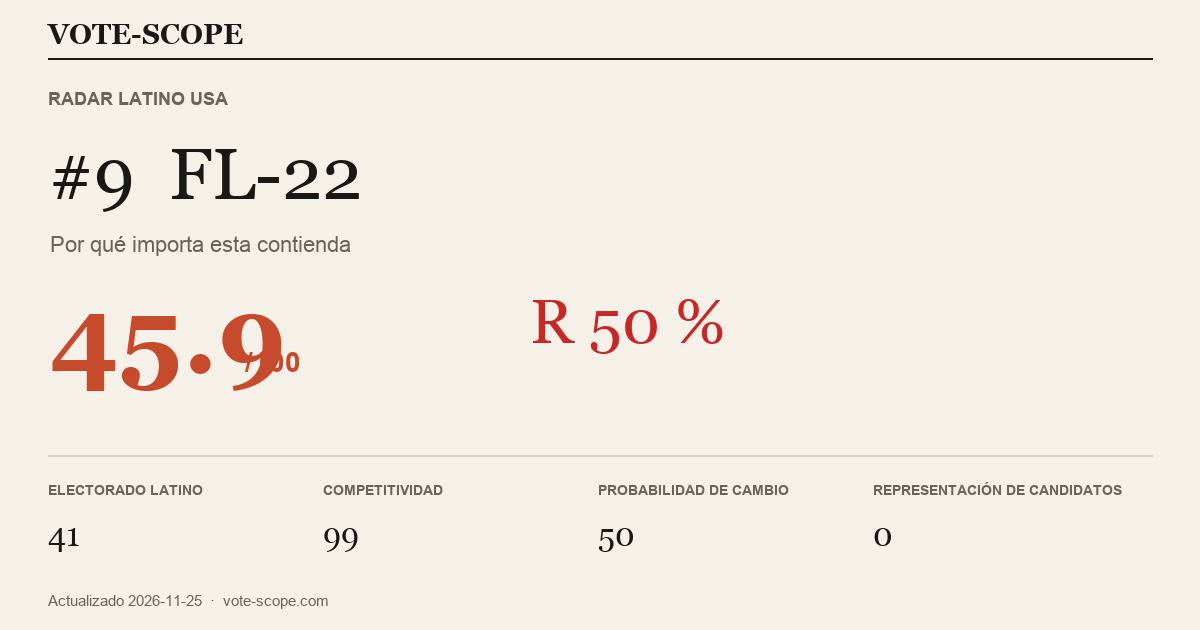 VOTE-SCOPE
RADAR LATINO USA
#9 FL-22
Por qué importa esta contienda
45.9
R 50 %
ELECTORADO LATINO
COMPETITIVIDAD
PROBABILIDAD DE CAMBIO
REPRESENTACIÓN DE CANDIDATOS
41
99
50
0
Actualizado 2026-11-25 · vote-scope.com